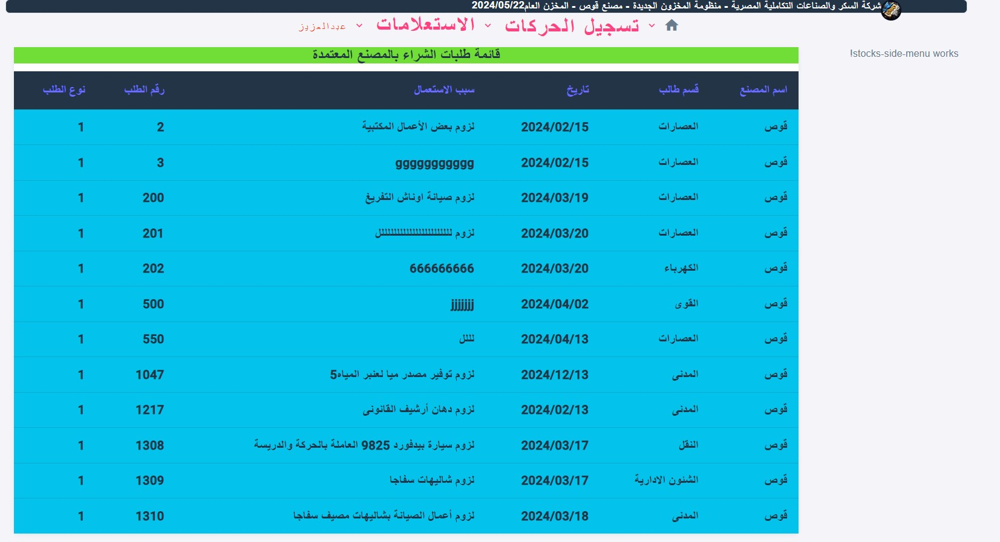 شركة السكر والصناعات التكاملية المصرية - منظومة المخزون الجديدة - مصنع قوص - المخزن العام2024/05/22
تسجيل الحركات الاستعلامات عبدالعزيز
!stocks-side-menu works
قائمة طلبات الشراء بالمصنع المعتمدة
اسم المصنع قسم طالب تاريخ سبب الاستعمال رقم الطلب نوع الطلب
قوص العصارات 2024/02/15 لزوم بعض الأعمال المكتبية 2 1
قوص العصارات 2024/02/15 ggggggggggg 3 1
قوص العصارات 2024/03/19 لزوم صيانة اوناش التفريغ 200 1
قوص العصارات 2024/03/20 لزوم 201 1
قوص الكهرباء 2024/03/20 666666666 202 1
قوص القوى 2024/04/02 jjjjjjj 500 1
قوص العصارات 2024/04/13 لللل 550 1
قوص المدنى 2024/12/13 لزوم توفير مصدر ميا لعنبر المياه5 1047 1
قوص المدنى 2024/02/13 لزوم دهان أرشيف القانونى 1217 1
قوص النقل 2024/03/17 لزوم سيارة بيدفورد 9825 العاملة بالحركة والدريسة 1308 1
قوص الشئون الادارية 2024/03/17 لزوم شاليهات سفاجا 1309 1
قوص المدنى 2024/03/18 لزوم أعمال الصيانة بشاليهات مصيف سفاجا 1310 1